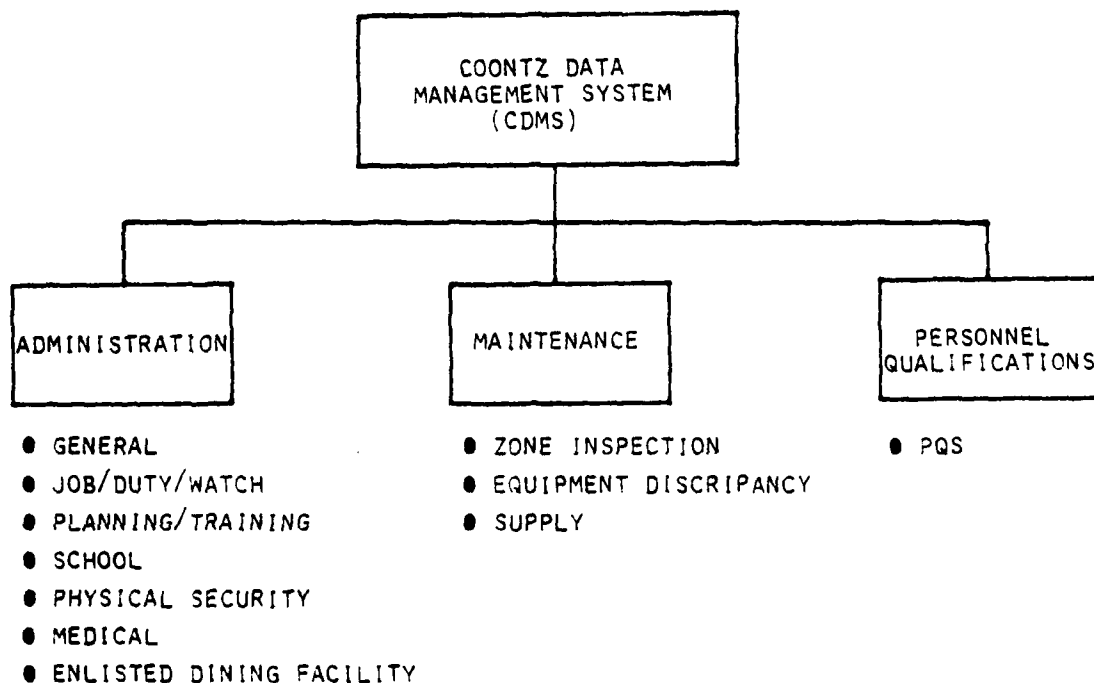 COONTZ DATA
MANAGEMENT SYSTEM
(CDMS)
ADMINISTRATION
MAINTENANCE
PERSONNEL
QUALIFICATIONS
● GENERAL
● JOB/DUTY/WATCH
● PLANNING/TRAINING
● SCHOOL
● PHYSICAL SECURITY
● MEDICAL
● ENLISTED DINING FACILITY
● ZONE INSPECTION
● EQUIPMENT DISCRIPANCY
● SUPPLY
● PQS